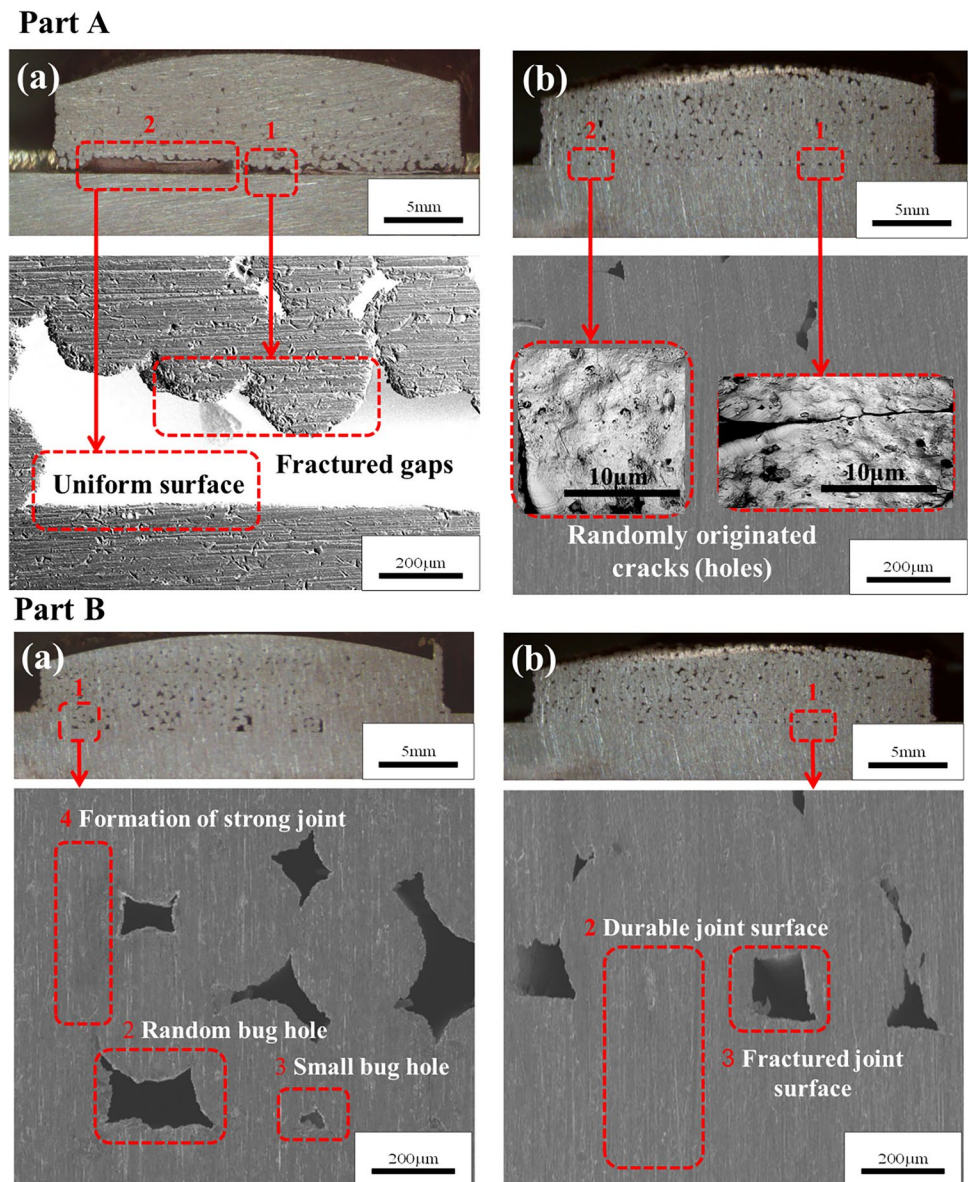 Part A
(a)
2
1
5mm
(b)
2
1
5mm
Uniform surface
Fractured gaps
200μm
10μm
10μm
Randomly originated
cracks (holes)
200μm
Part B
(a)
1
5mm
(b)
1
5mm
4 Formation of strong joint
2 Random bug hole
3 Small bug hole
200μm
2 Durable joint surface
3 Fractured joint
surface
200μm